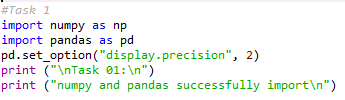 #Task 1
import numpy as np
import pandas as pd
pd.set_option("display.precision", 2)
print ("\nTask 01:\n")
print ("numpy and pandas successfully import\n")